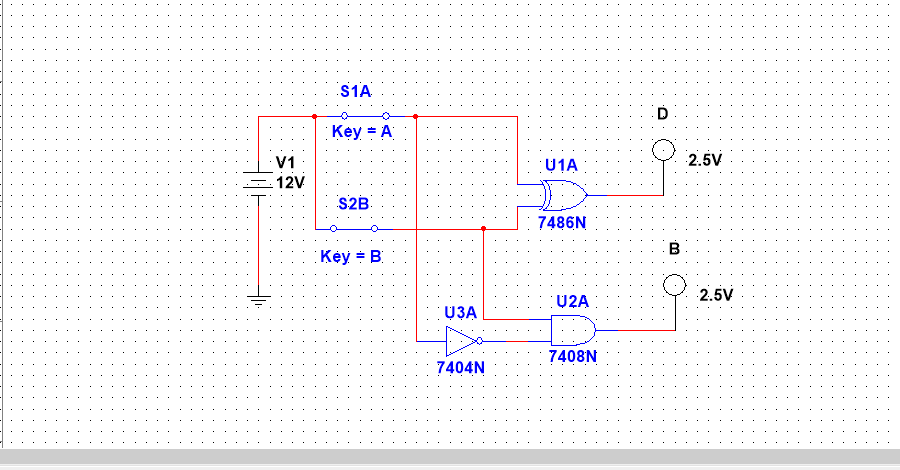 S1A
Key = A
D
V1
12V
U1A
2.5V
S2B
7486N
Key = B
B
U2A
2.5V
U3A
7408N
7404N